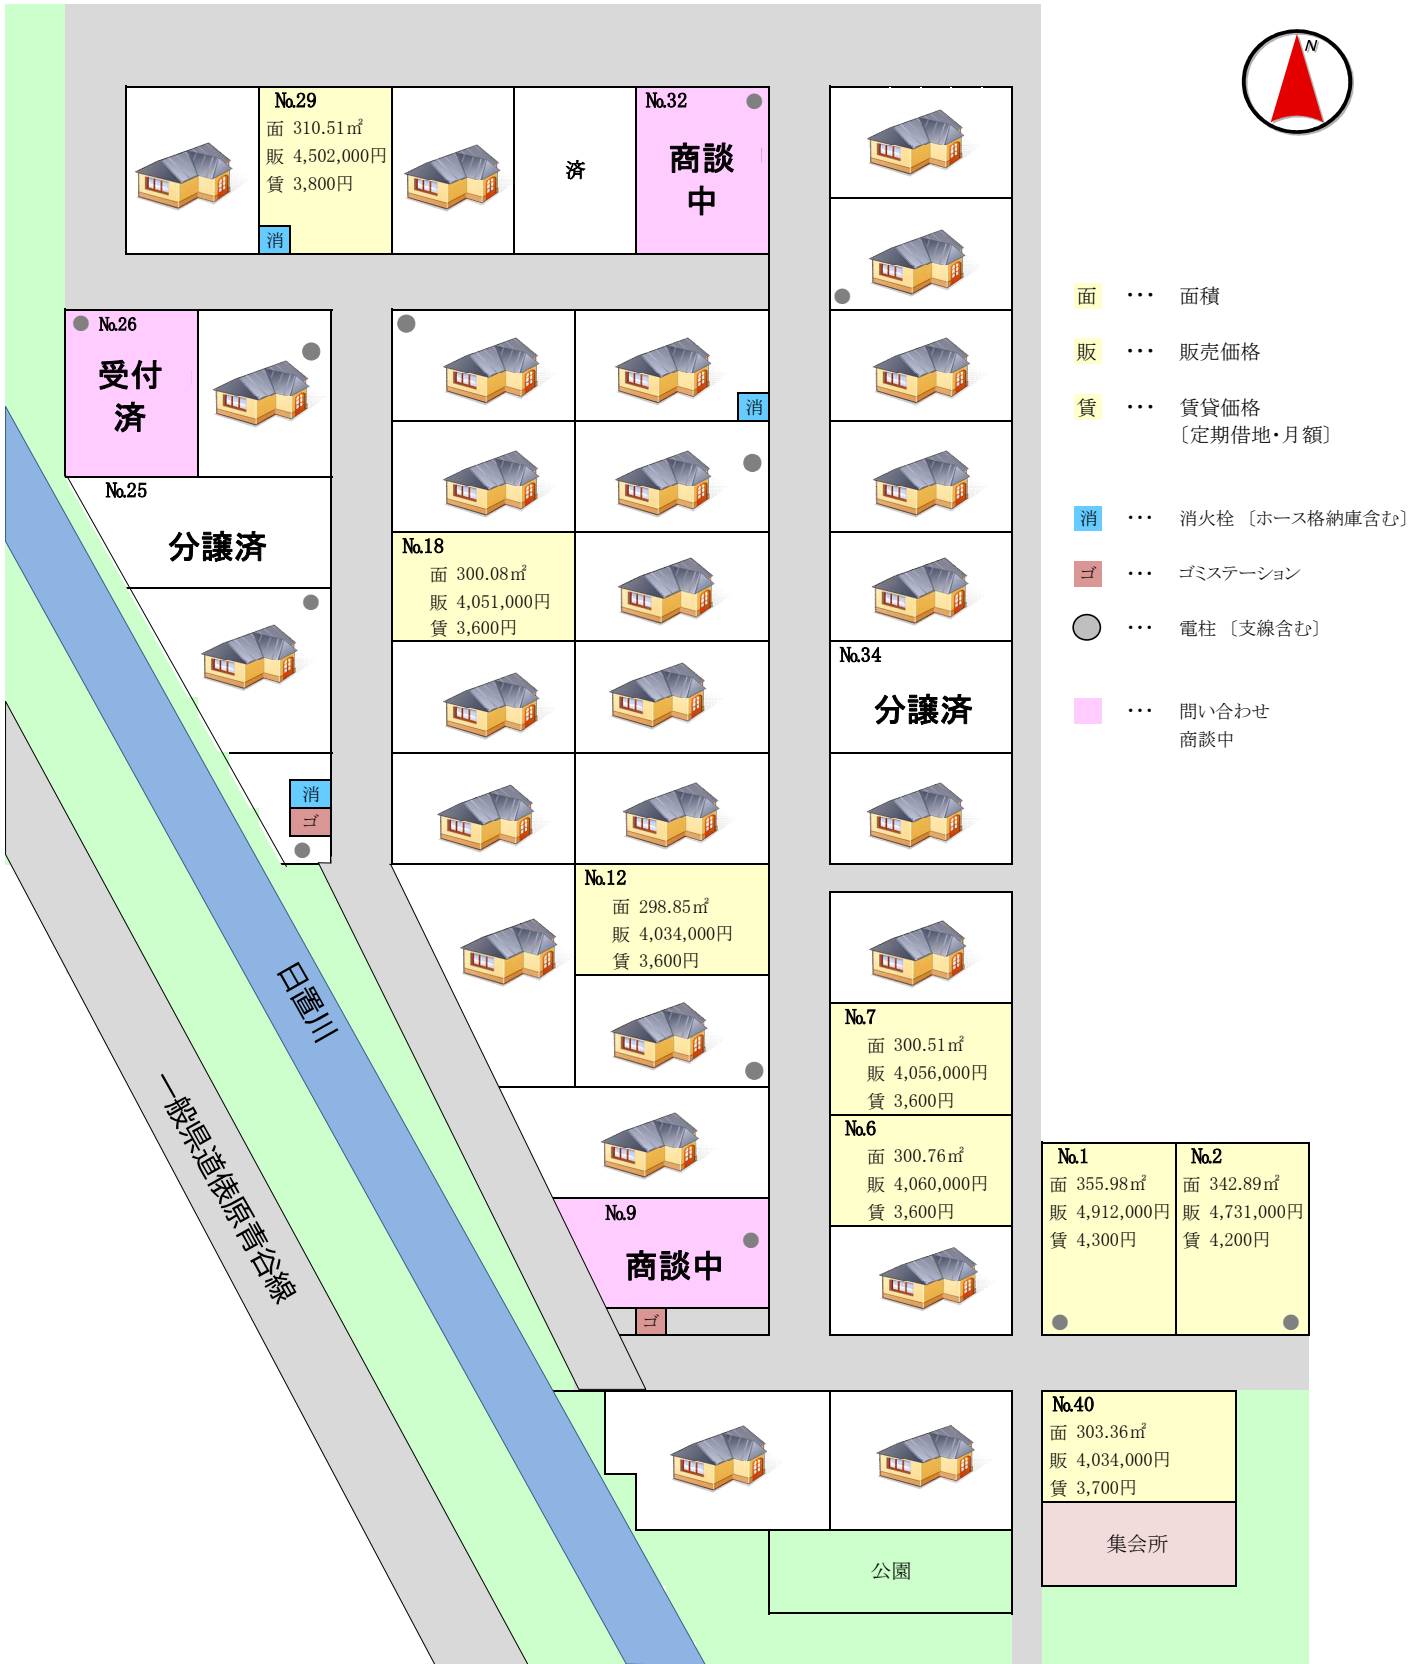 N
No.29
面 310.51㎡
販 4,502,000円
賃 3,800円
消
済
No.32
商談
中
No.26
受付
済
消
No.25
分譲済
No.18
面 300.08㎡
販 4,051,000円
賃 3,600円
No.34
分譲済
消
ゴ
No.12
面 298.85㎡
販 4,034,000円
賃 3,600円
日置川
一般県道俵原青谷線
No.7
面 300.51㎡
販 4,056,000円
賃 3,600円
No.6
面 300.76㎡
販 4,060,000円
賃 3,600円
No.9
商談中
ゴ
No.1
面 355.98㎡
販 4,912,000円
賃 4,300円
No.2
面 342.89㎡
販 4,731,000円
賃 4,200円
No.40
面 303.36㎡
販 4,034,000円
賃 3,700円
集会所
公園
面 ・・・ 面積
販 ・・・ 販売価格
賃 ・・・ 賃貸価格
〔定期借地・月額〕
消 ・・・ 消火栓 〔ホース格納庫含む〕
ゴ ・・・ ゴミステーション
・・・ 電柱 〔支線含む〕
・・・ 問い合わせ
商談中